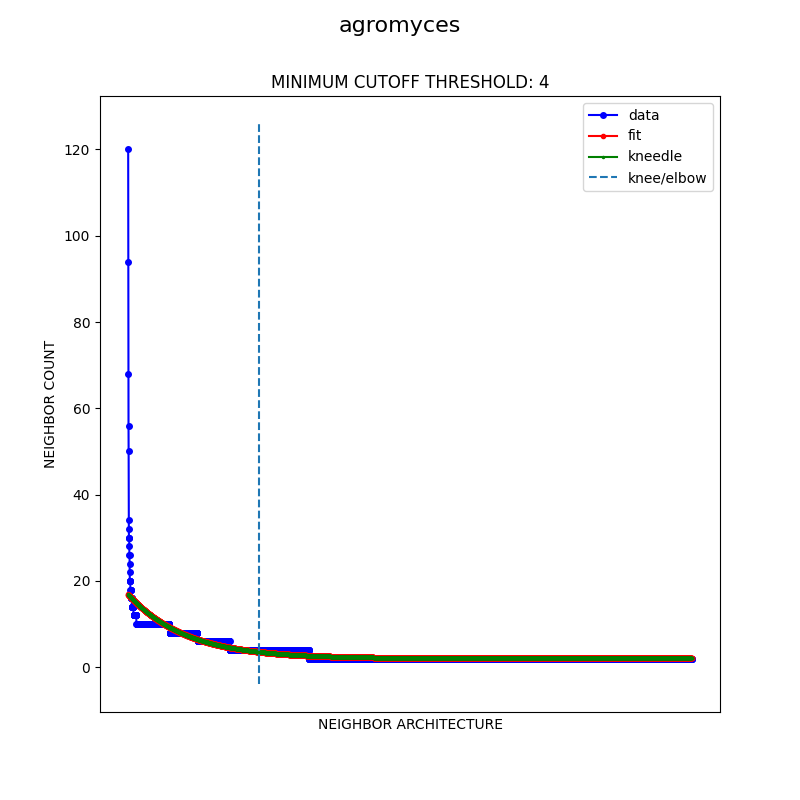 agromyces
MINIMUM CUTOFF THRESHOLD: 4
data
fit
kneedle
knee/elbow
120
100
80
60
40
20
0
NEIGHBOR COUNT
NEIGHBOR ARCHITECTURE